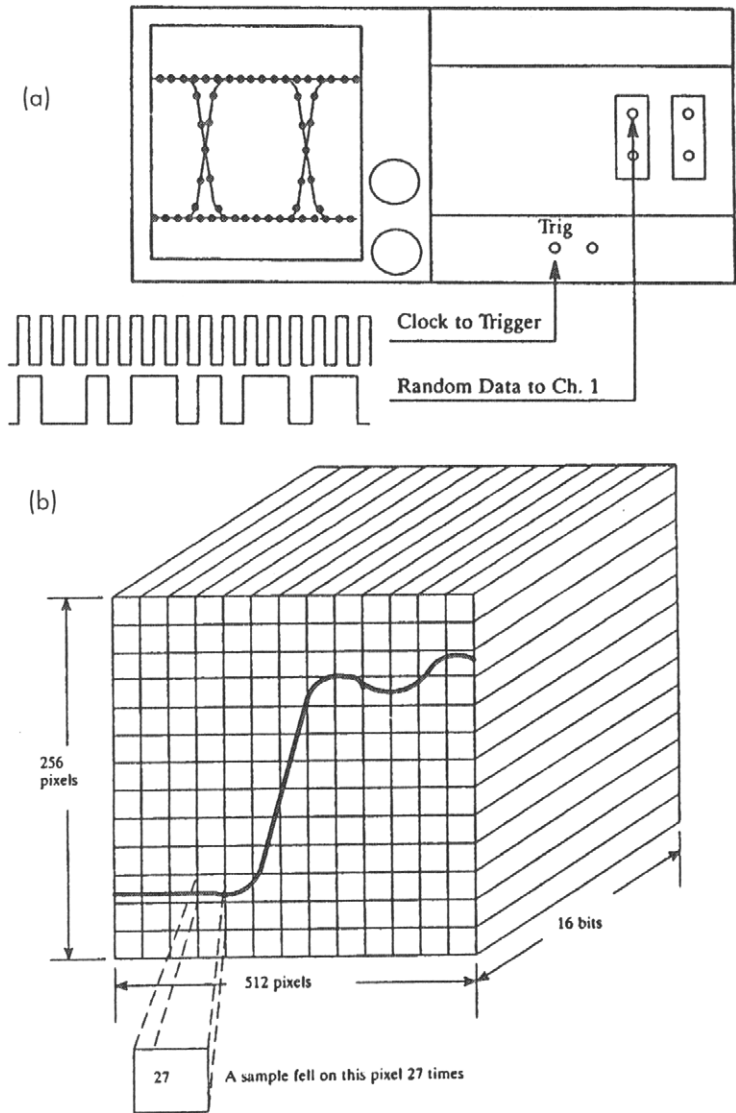 (a)
Trig
Clock to Trigger
Random Data to Ch. 1
(b)
256
pixels
16 bits
512 pixels
27
A sample fell on this pixel 27 times